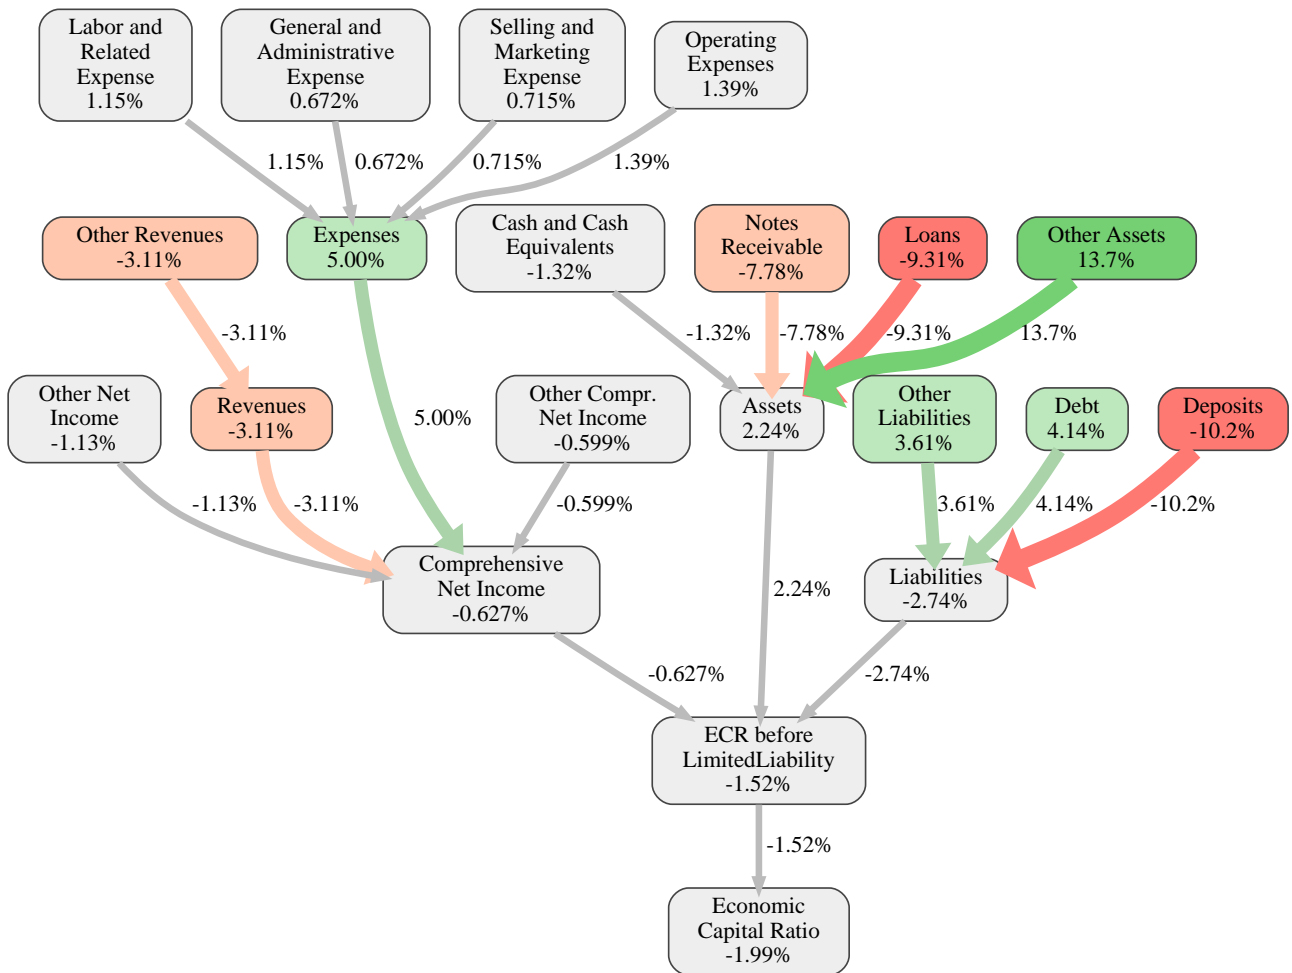 Labor and
Related
Expense
1.15%
General and
Administrative
Expense
0.672%
Selling and
Marketing
Expense
0.715%
Operating
Expenses
1.39%
1.15%
0.672%
0.715%
1.39%
Other Revenues
-3.11%
Expenses
5.00%
Cash and Cash
Equivalents
-1.32%
Notes
Receivable
-7.78%
Loans
-9.31%
Other Assets
13.7%
-3.11%
-1.32%
-7.78%
-9.31%
13.7%
Other Net
Income
-1.13%
Revenues
-3.11%
5.00%
Other Compr.
Net Income
-0.599%
Assets
2.24%
Other
Liabilities
3.61%
Debt
4.14%
Deposits
-10.2%
-1.13%
-3.11%
-0.599%
3.61%
4.14%
-10.2%
Comprehensive
Net Income
-0.627%
2.24%
Liabilities
-2.74%
-0.627%
-2.74%
ECR before
LimitedLiability
-1.52%
-1.52%
Economic
Capital Ratio
-1.99%